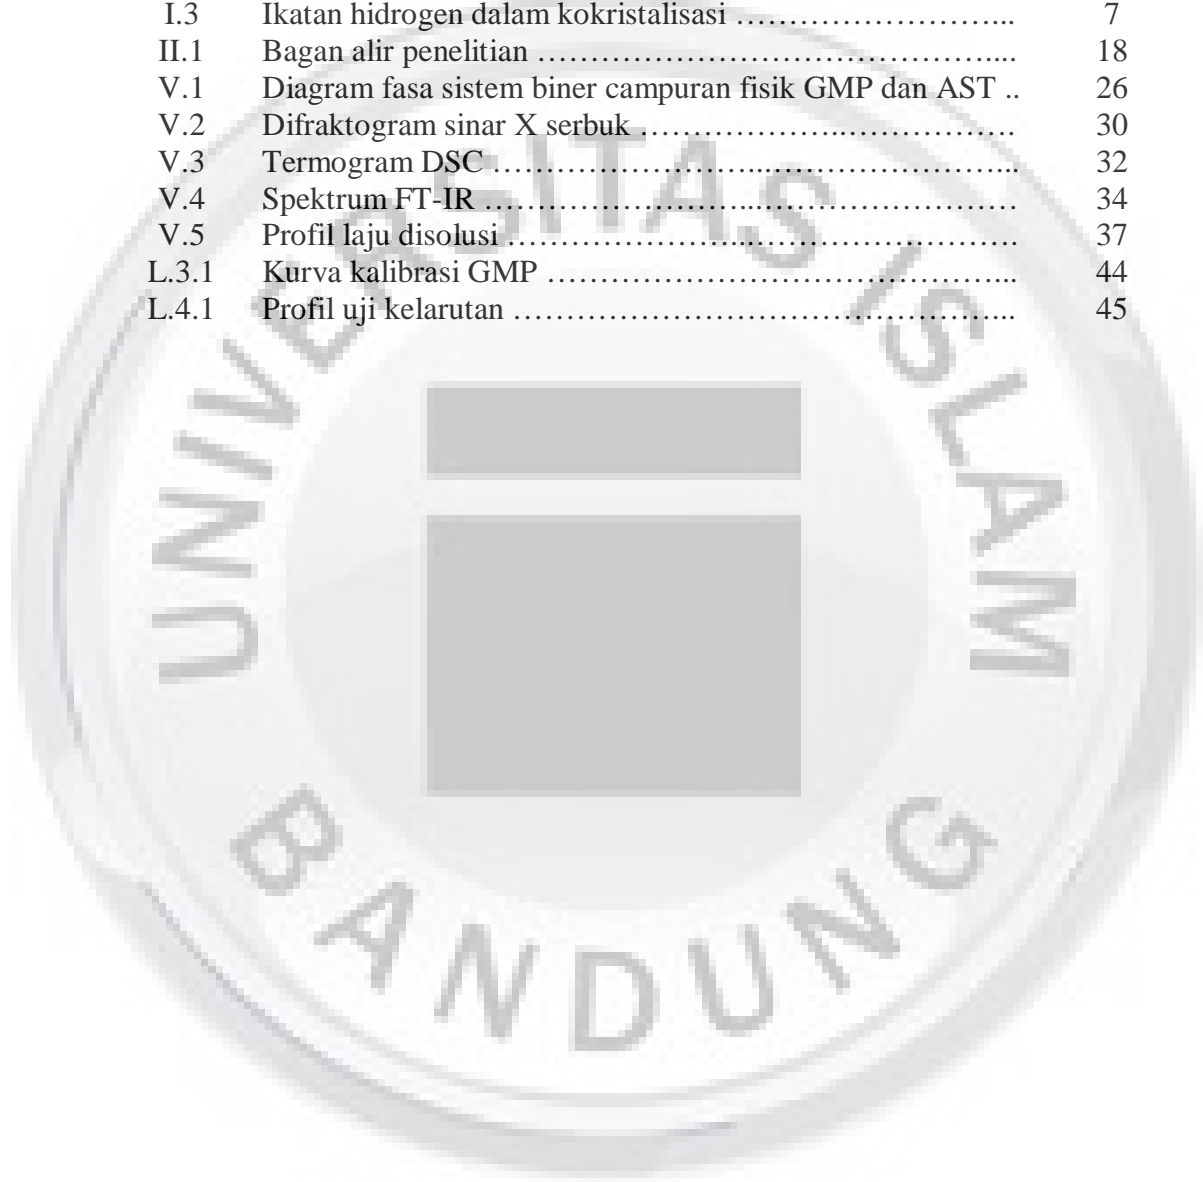 I.3 Ikatan hidrogen dalam kokristalisasi ……………………... 7
II.1 Bagan alir penelitian …………………………………….... 18
V.1 Diagram fasa sistem biner campuran fisik GMP dan AST .. 26
V.2 Difraktogram sinar X serbuk ………………..……………. 30
V.3 Termogram DSC ……………………...…………………... 32
V.4 Spektrum FT-IR ……………………...…………………… 34
V.5 Profil laju disolusi …………………...……………………. 37
L.3.1 Kurva kalibrasi GMP ……………………………………... 44
L.4.1 Profil uji kelarutan ………………………………………... 45
UNIVERSITAS ISLAM
BANDUNG